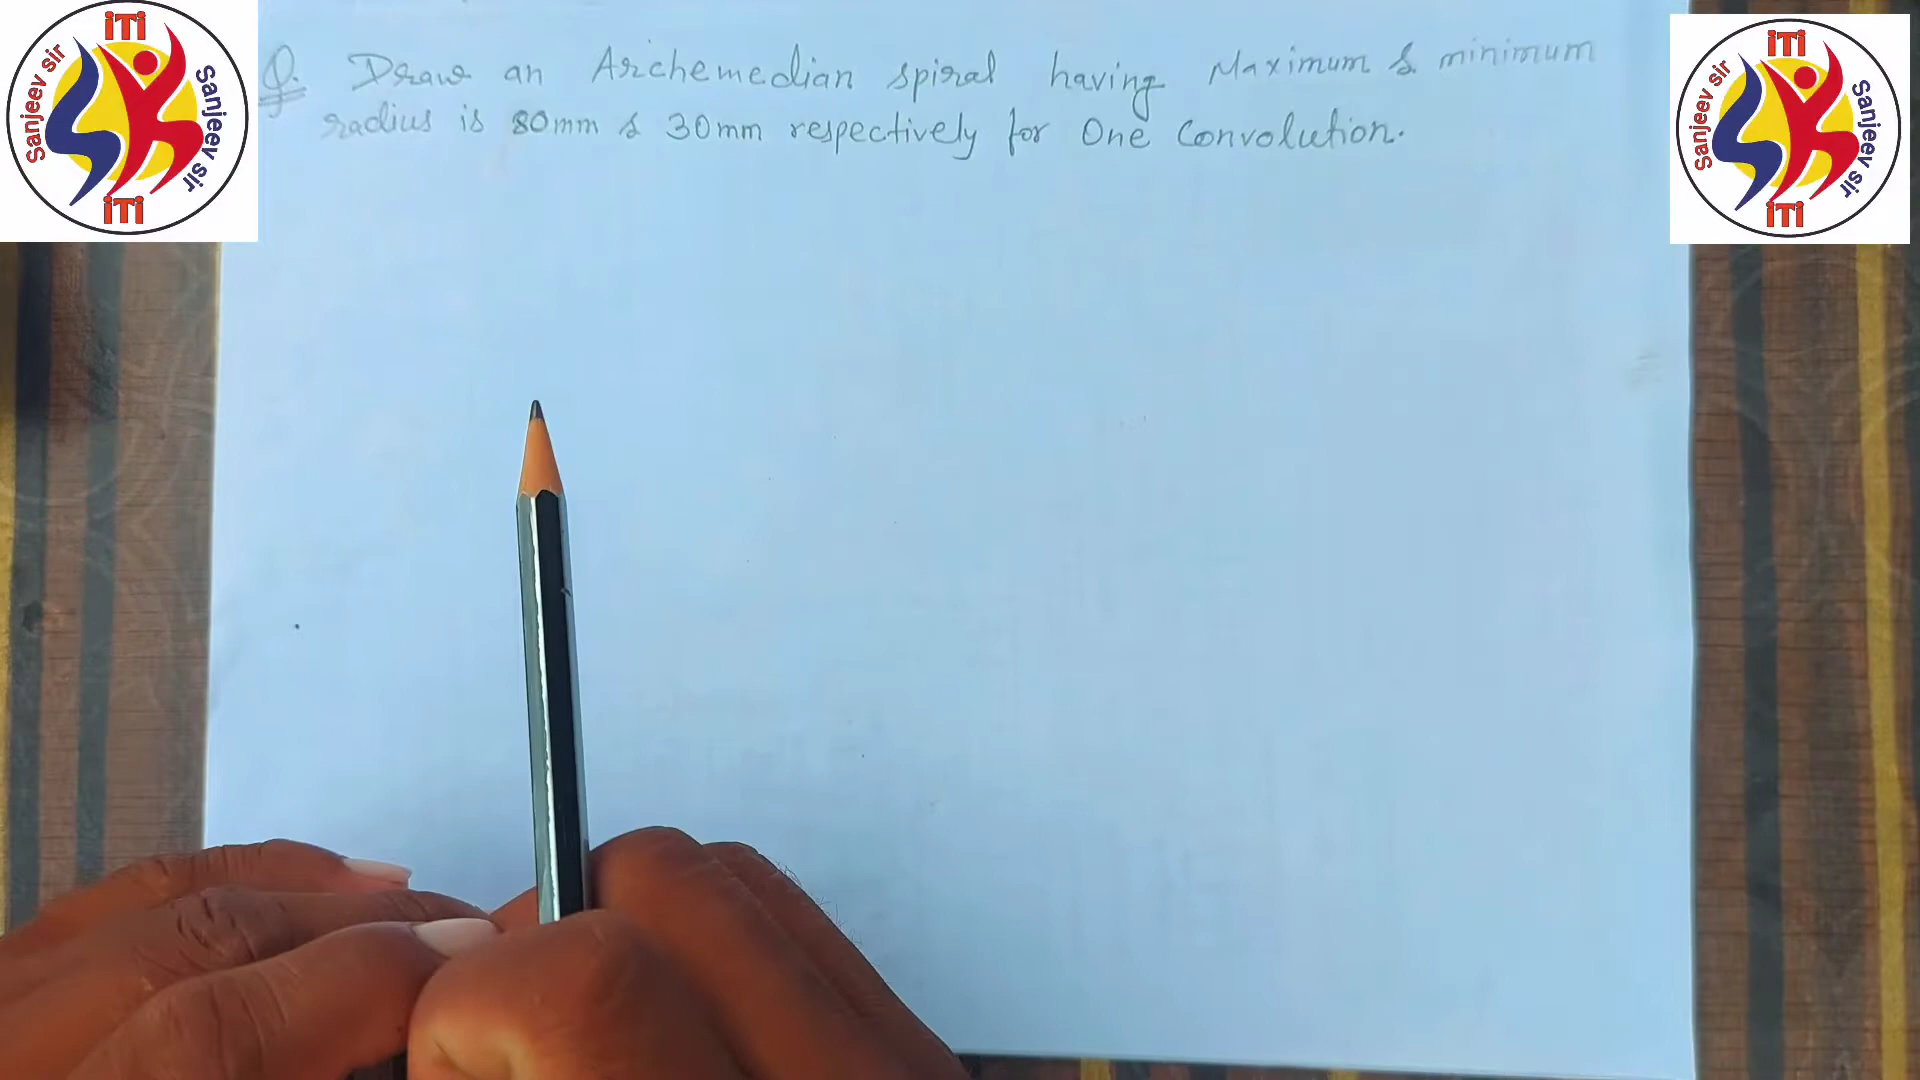 iTi
Sanjeev sir
Sanjeev sir
iTi
Q. Draw an Archemedian spiral having Maximum & minimum
radius is 80mm & 30mm respectively for One Convolution.
iTi
Sanjeev sir
Sanjeev sir
iTi